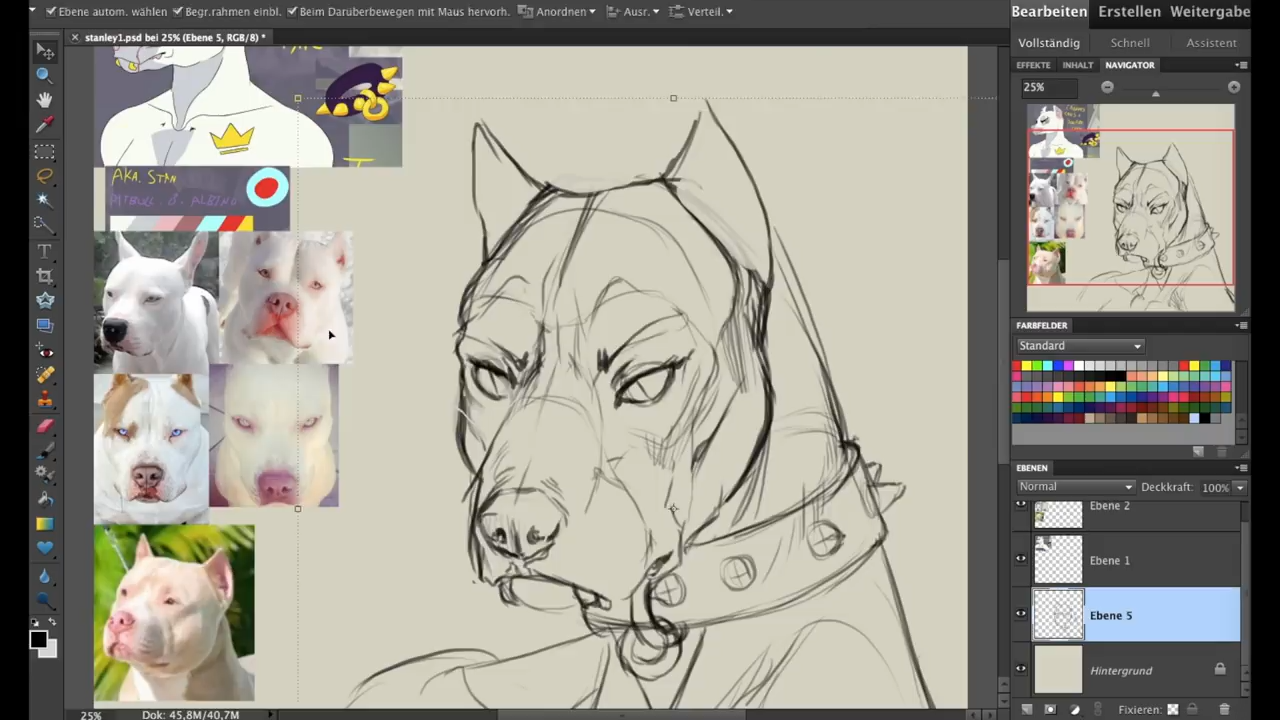 Ebene autom. wählen Begr.rahmen einbl. Beim Darüberbewegen mit Maus hervorh. Anordnen Ausr. Verteil.
Bearbeiten Erstellen Weitergabe
stanley1.psd bei 25% (Ebene 5, RGB/8) *
Vollständig Schnell Assistent
EFFEKTE INHALT NAVIGATOR
25%
AKA. STAN
PITBULL & ALBINO
FARBFELDER
Standard
EBENEN
Normal Deckkraft: 100%
Ebene 2
Ebene 1
Ebene 5
Hintergrund
Fixieren:
25% Dok: 45,8M/40,7M